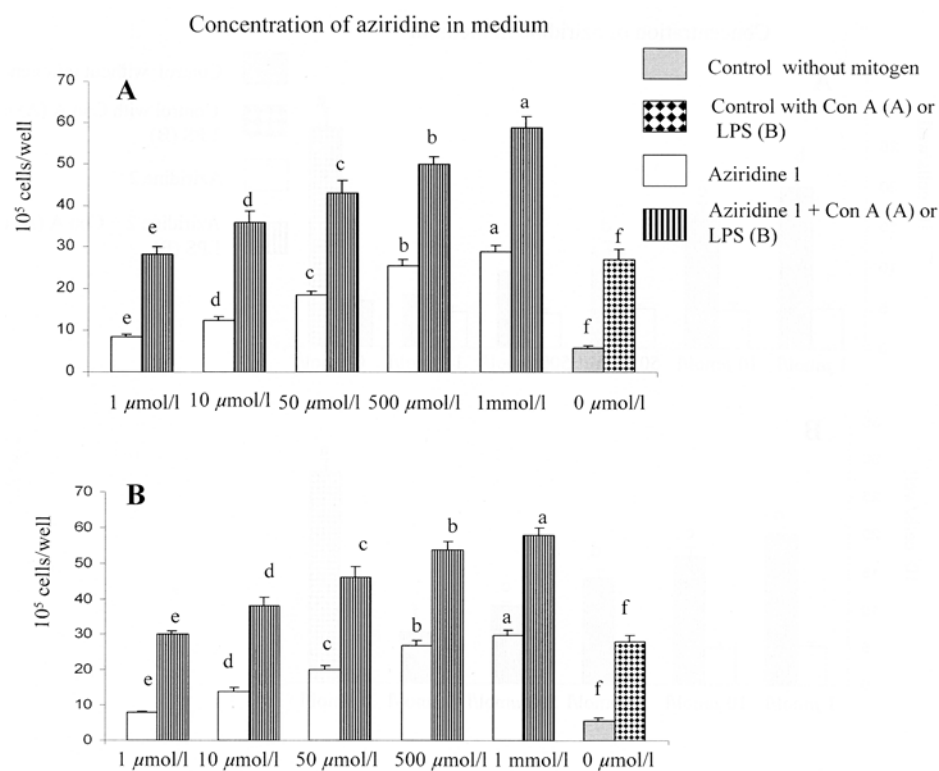 Concentration of aziridine in medium
Control without mitogen
Control with Con A (A) or
LPS (B)
Aziridine 1
Aziridine 1 + Con A (A) or
LPS (B)
A
10⁵ cells/well
70
60
50
40
30
20
10
0
e
e
d
d
c
c
b
b
a
a
f
f
1 µmol/l
10 µmol/l
50 µmol/l
500 µmol/l
1mmol/l
0 µmol/l
B
10⁵ cells/well
70
60
50
40
30
20
10
0
e
e
d
d
c
c
b
b
a
a
f
f
1 µmol/l
10 µmol/l
50 µmol/l
500 µmol/l
1 mmol/l
0 µmol/l